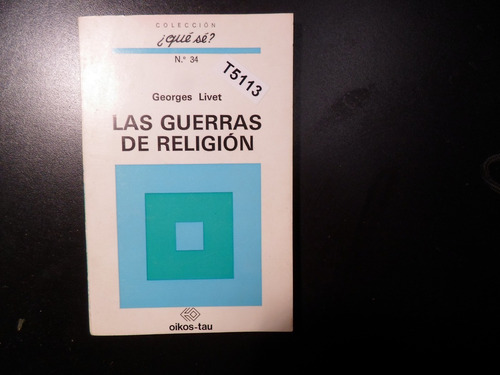 COLECCIÓN
¿qué sé?
N.º 34
T5113
Georges Livet
LAS GUERRAS
DE RELIGIÓN
oikos-tau